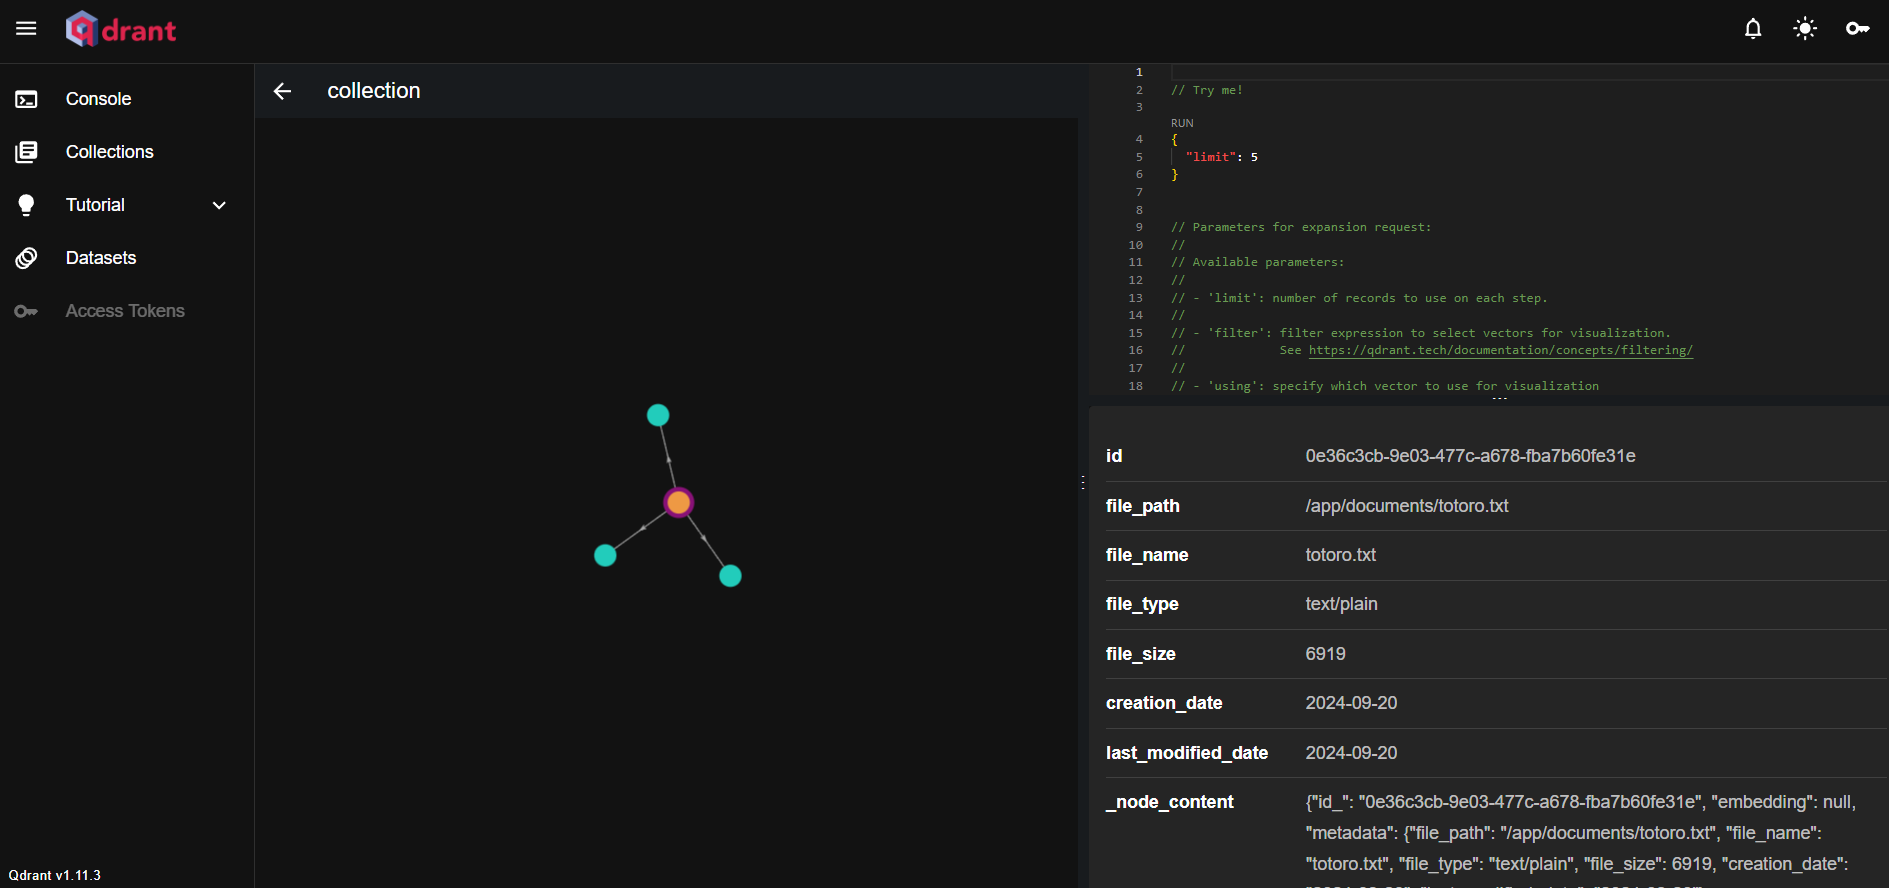 qdrant
Console
Collections
Tutorial
Datasets
Access Tokens
Qdrant v1.11.3
collection
1
2 // Try me!
3
RUN
4 {
5 "limit": 5
6 }
7
8
9 // Parameters for expansion request:
10 //
11 // Available parameters:
12 //
13 // - 'limit': number of records to use on each step.
14 //
15 // - 'filter': filter expression to select vectors for visualization.
16 // See https://qdrant.tech/documentation/concepts/filtering/
17 //
18 // - 'using': specify which vector to use for visualization
id 0e36c3cb-9e03-477c-a678-fba7b60fe31e
file_path /app/documents/totoro.txt
file_name totoro.txt
file_type text/plain
file_size 6919
creation_date 2024-09-20
last_modified_date 2024-09-20
_node_content {"id_": "0e36c3cb-9e03-477c-a678-fba7b60fe31e", "embedding": null,
"metadata": {"file_path": "/app/documents/totoro.txt", "file_name":
"totoro.txt", "file_type": "text/plain", "file_size": 6919, "creation_date":